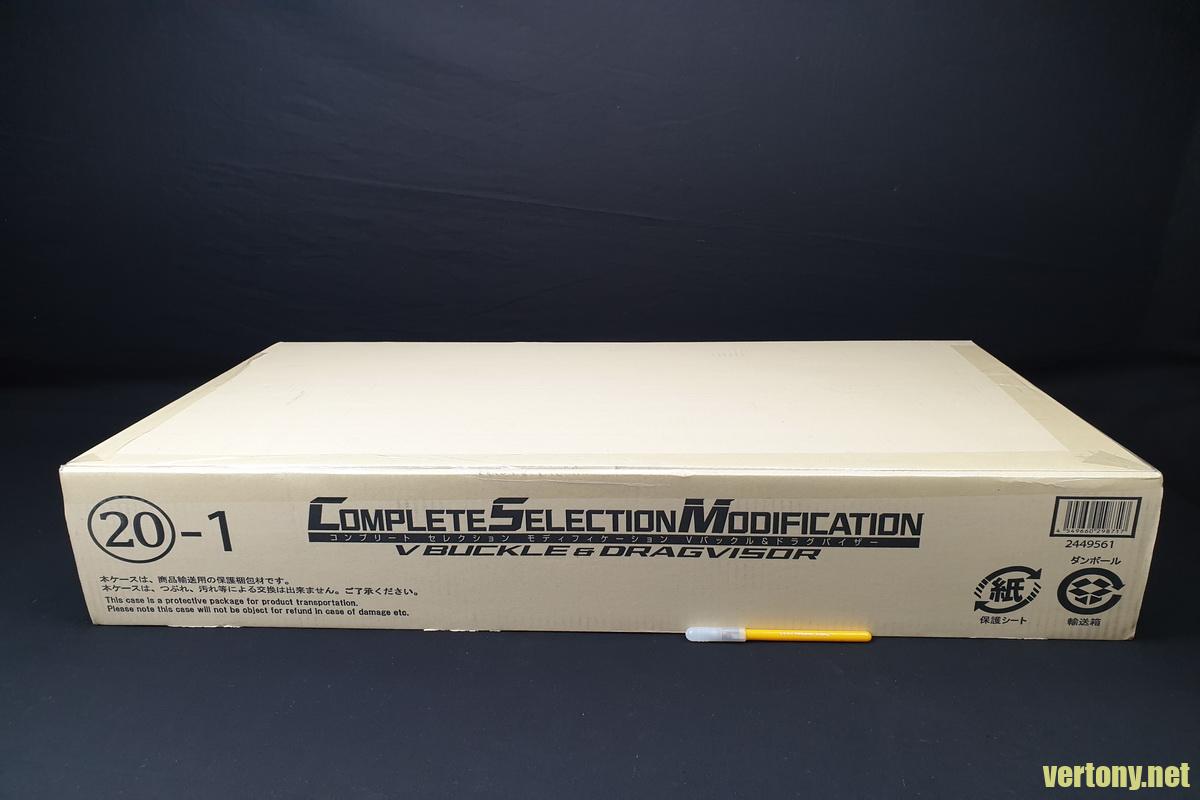 20-1
COMPLETE SELECTION MODIFICATION
コンプリート セレクション モディフィケーション Vバックル&ドラグバイザー
V BUCKLE & DRAGVISOR
本ケースは、商品輸送用の保護梱包材です。
本ケースは、つぶれ、汚れ等による交換は出来ません。ご了承ください。
This case is a protective package for product transportation.
Please note this case will not be object for refund in case of damage etc.
2449561
ダンボール
紙
保護シート
輸送箱
vertony.net